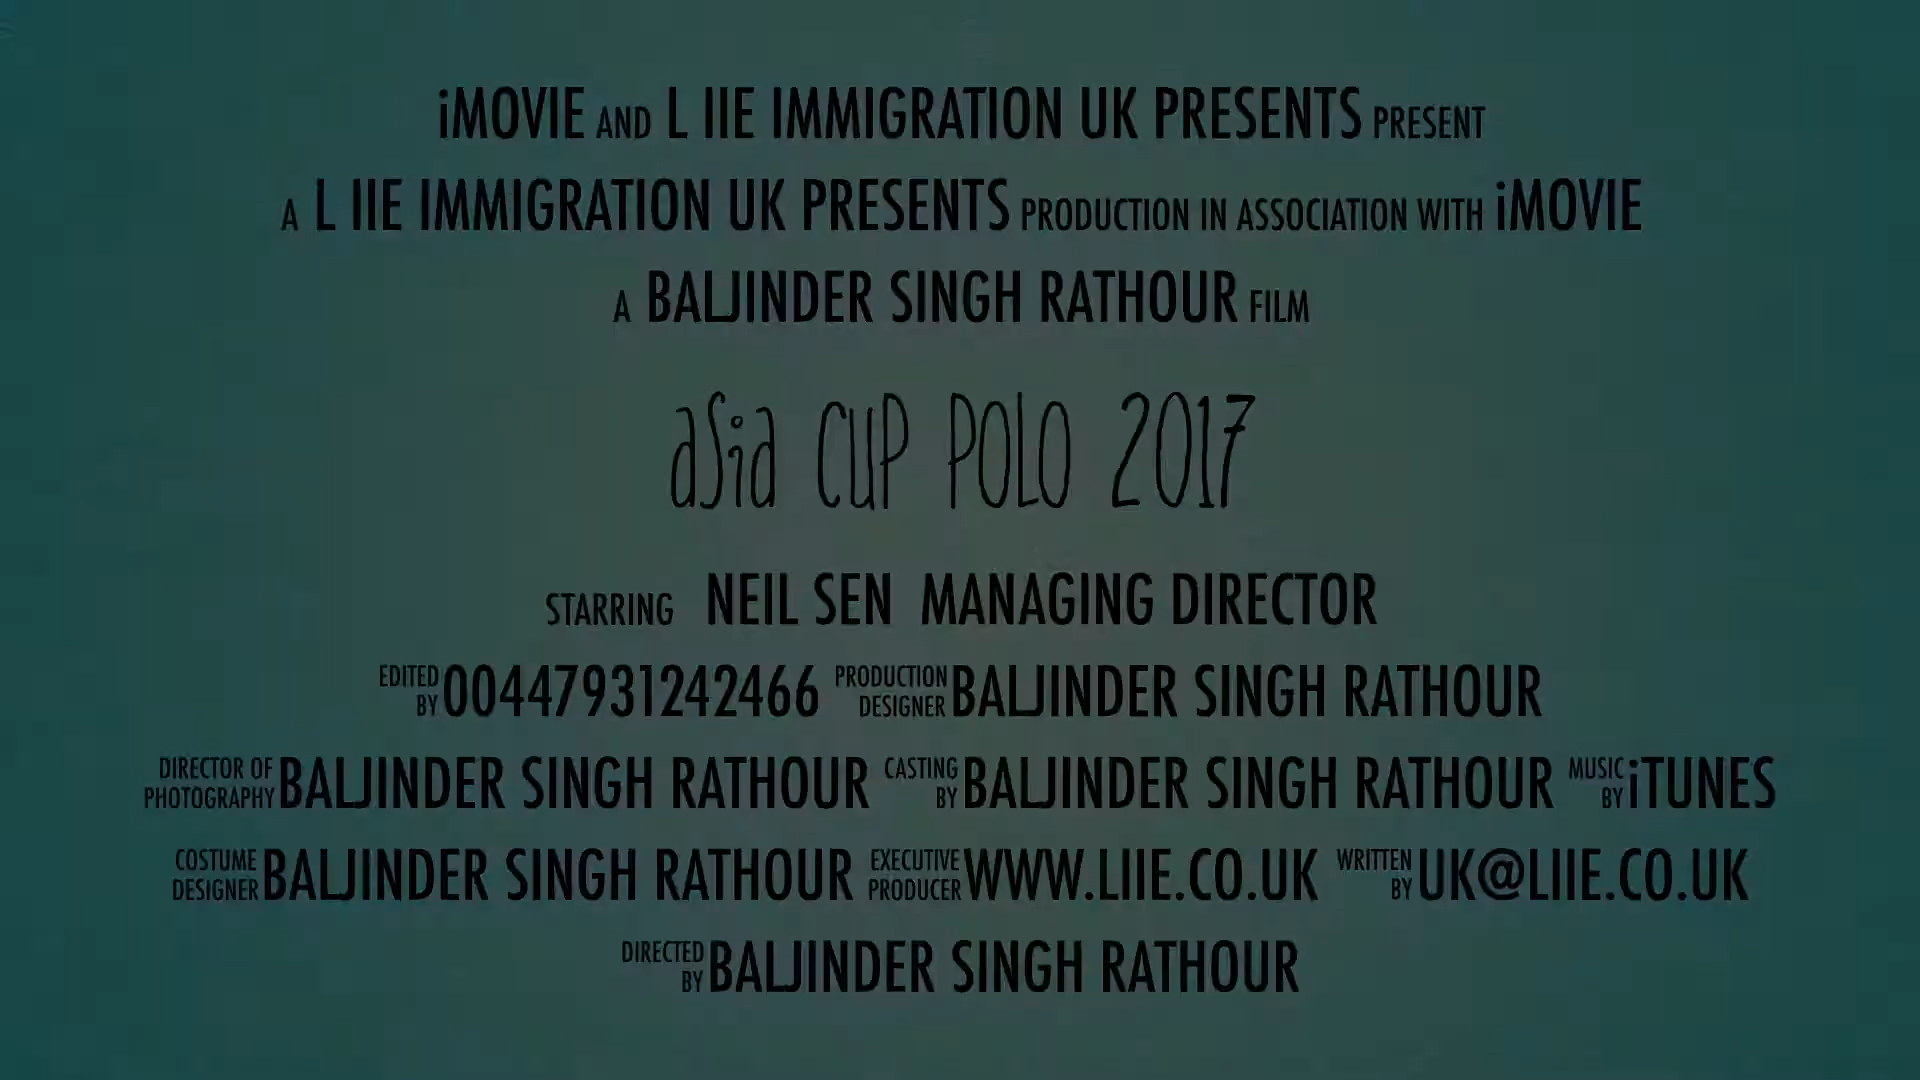 iMOVIE AND L IIE IMMIGRATION UK PRESENTS PRESENT
A L IIE IMMIGRATION UK PRESENTS PRODUCTION IN ASSOCIATION WITH iMOVIE
A BALJINDER SINGH RATHOUR FILM
asia CUP POLO 2017
STARRING NEIL SEN MANAGING DIRECTOR
EDITED BY 00447931242466 PRODUCTION DESIGNER BALJINDER SINGH RATHOUR
DIRECTOR OF PHOTOGRAPHY BALJINDER SINGH RATHOUR CASTING BY BALJINDER SINGH RATHOUR MUSIC BY iTUNES
COSTUME DESIGNER BALJINDER SINGH RATHOUR EXECUTIVE PRODUCER WWW.LIIE.CO.UK WRITTEN BY UK@LIIE.CO.UK
DIRECTED BY BALJINDER SINGH RATHOUR